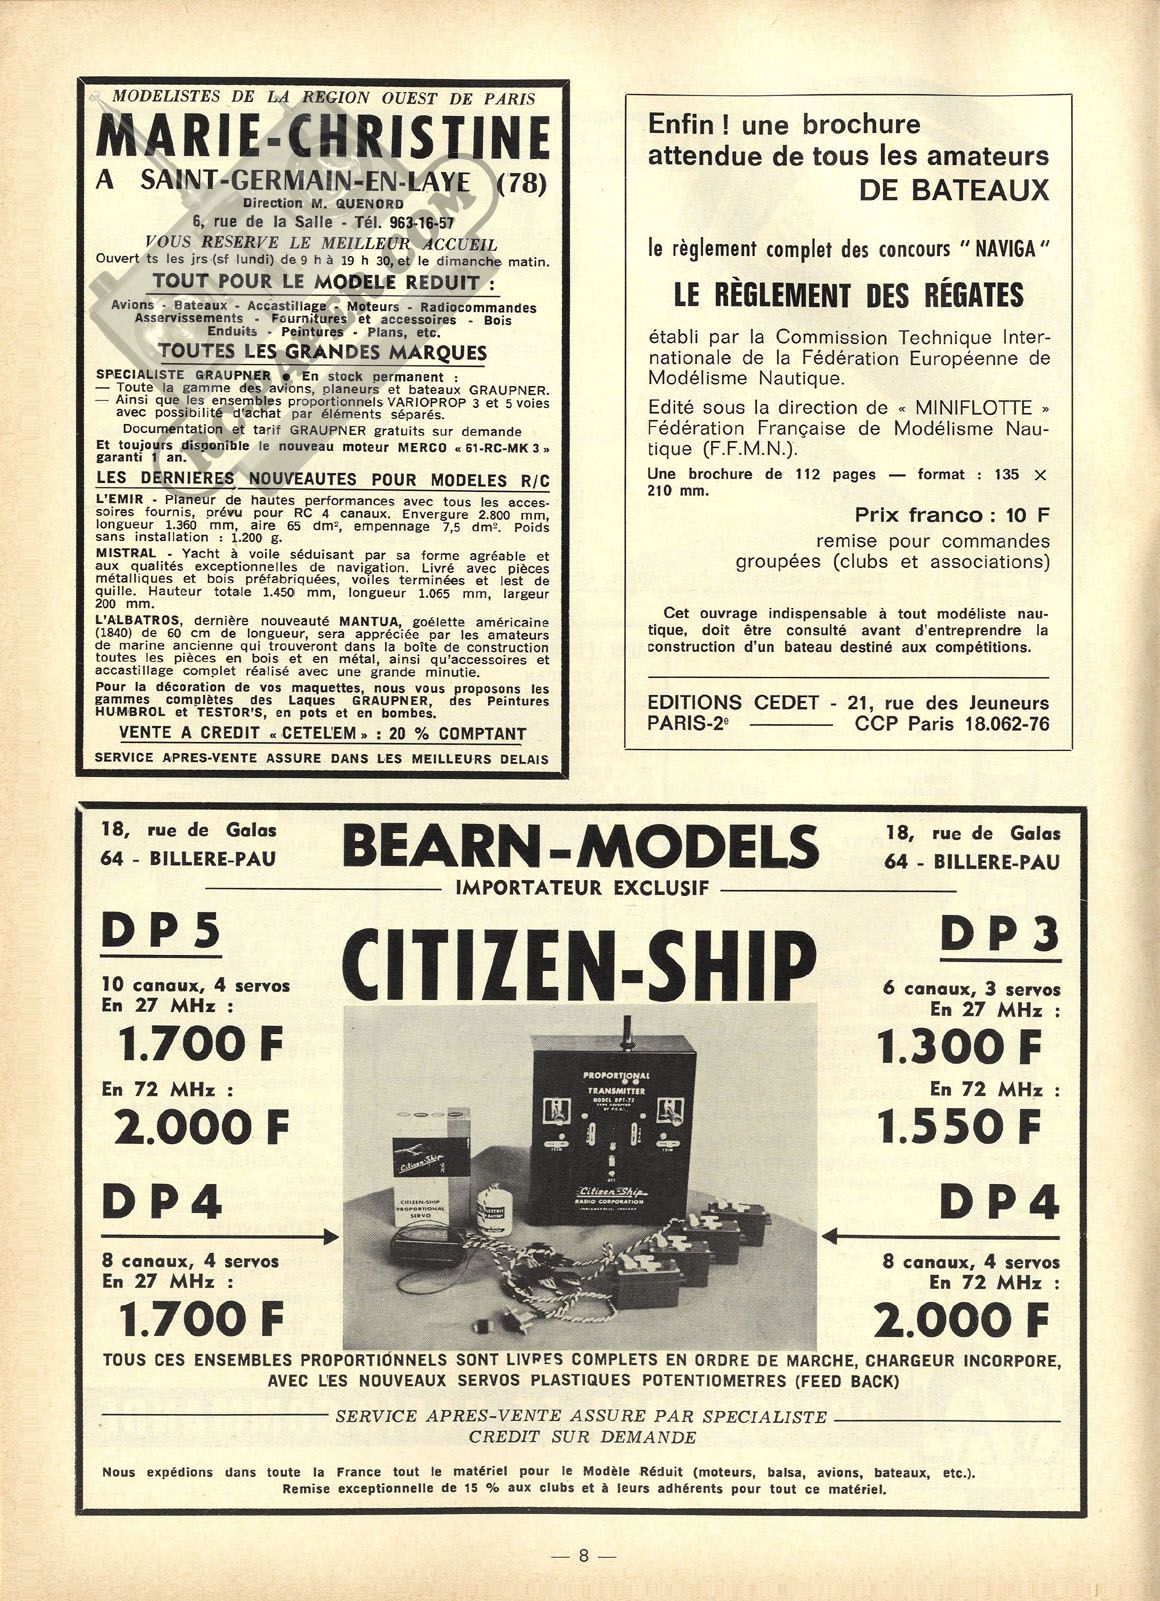 MODELISTES DE LA REGION OUEST DE PARIS
MARIE-CHRISTINE
A SAINT-GERMAIN-EN-LAYE (78)
Direction M. QUENORD
6, rue de la Salle - Tél. 963-16-57
VOUS RESERVE LE MEILLEUR ACCUEIL
Ouvert ts les jrs (sf lundi) de 9 h à 19 h 30, et le dimanche matin.
TOUT POUR LE MODELE REDUIT :
Avions - Bateaux - Accastillage - Moteurs - Radiocommandes
Asservissements - Fournitures et accessoires - Bois
Enduits - Peintures - Plans, etc.
TOUTES LES GRANDES MARQUES
SPECIALISTE GRAUPNER ● En stock permanent :
— Toute la gamme des avions, planeurs et bateaux GRAUPNER.
— Ainsi que les ensembles proportionnels VARIOPROP 3 et 5 voies
avec possibilité d'achat par éléments séparés.
Documentation et tarif GRAUPNER gratuits sur demande
Et toujours disponible le nouveau moteur MERCO « 61-RC-MK 3 »
garanti 1 an.
LES DERNIERES NOUVEAUTES POUR MODELES R/C
L'EMIR - Planeur de hautes performances avec tous les acces-
soires fournis, prévu pour RC 4 canaux. Envergure 2.800 mm,
longueur 1.360 mm, aire 65 dm², empennage 7,5 dm². Poids
sans installation : 1.200 g.
MISTRAL - Yacht à voile séduisant par sa forme agréable et
aux qualités exceptionnelles de navigation. Livré avec pièces
métalliques et bois préfabriquées, voiles terminées et lest de
quille. Hauteur totale 1.450 mm, longueur 1.065 mm, largeur
200 mm.
L'ALBATROS, dernière nouveauté MANTUA, goélette américaine
(1840) de 60 cm de longueur, sera appréciée par les amateurs
de marine ancienne qui trouveront dans la boîte de construction
toutes les pièces en bois et en métal, ainsi qu'accessoires et
accastillage complet réalisé avec une grande minutie.
Pour la décoration de vos maquettes, nous vous proposons les
gammes complètes des Laques GRAUPNER, des Peintures
HUMBROL et TESTOR'S, en pots et en bombes.
VENTE A CREDIT « CETELEM » : 20 % COMPTANT
SERVICE APRES-VENTE ASSURE DANS LES MEILLEURS DELAIS
RCPAPER.COM
Enfin ! une brochure
attendue de tous les amateurs
DE BATEAUX
le règlement complet des concours " NAVIGA "
LE RÈGLEMENT DES RÉGATES
établi par la Commission Technique Inter-
nationale de la Fédération Européenne de
Modélisme Nautique.
Edité sous la direction de « MINIFLOTTE »
Fédération Française de Modélisme Nau-
tique (F.F.M.N.).
Une brochure de 112 pages — format : 135 ×
210 mm.
Prix franco : 10 F
remise pour commandes
groupées (clubs et associations)
Cet ouvrage indispensable à tout modéliste nau-
tique, doit être consulté avant d'entreprendre la
construction d'un bateau destiné aux compétitions.
EDITIONS CEDET - 21, rue des Jeuneurs
PARIS-2e — CCP Paris 18.062-76
18, rue de Galas
64 - BILLERE-PAU
BEARN-MODELS
18, rue de Galas
64 - BILLERE-PAU
IMPORTATEUR EXCLUSIF
CITIZEN-SHIP
DP5
10 canaux, 4 servos
En 27 MHz :
1.700 F
En 72 MHz :
2.000 F
DP4
8 canaux, 4 servos
En 27 MHz :
1.700 F
DP3
6 canaux, 3 servos
En 27 MHz :
1.300 F
En 72 MHz :
1.550 F
DP4
8 canaux, 4 servos
En 72 MHz :
2.000 F
PROPORTIONAL
TRANSMITTER
MODEL DPT-72
TRIM
TRIM
Citizen-Ship
RADIO CORPORATION
INDIANAPOLIS, INDIANA
Citizen-Ship
CITIZEN-SHIP
PROPORTIONAL
SERVO
TOUS CES ENSEMBLES PROPORTIONNELS SONT LIVRES COMPLETS EN ORDRE DE MARCHE, CHARGEUR INCORPORE,
AVEC LES NOUVEAUX SERVOS PLASTIQUES POTENTIOMETRES (FEED BACK)
SERVICE APRES-VENTE ASSURE PAR SPECIALISTE
CREDIT SUR DEMANDE
Nous expédions dans toute la France tout le matériel pour le Modèle Réduit (moteurs, balsa, avions, bateaux, etc.).
Remise exceptionnelle de 15 % aux clubs et à leurs adhérents pour tout ce matériel.
— 8 —